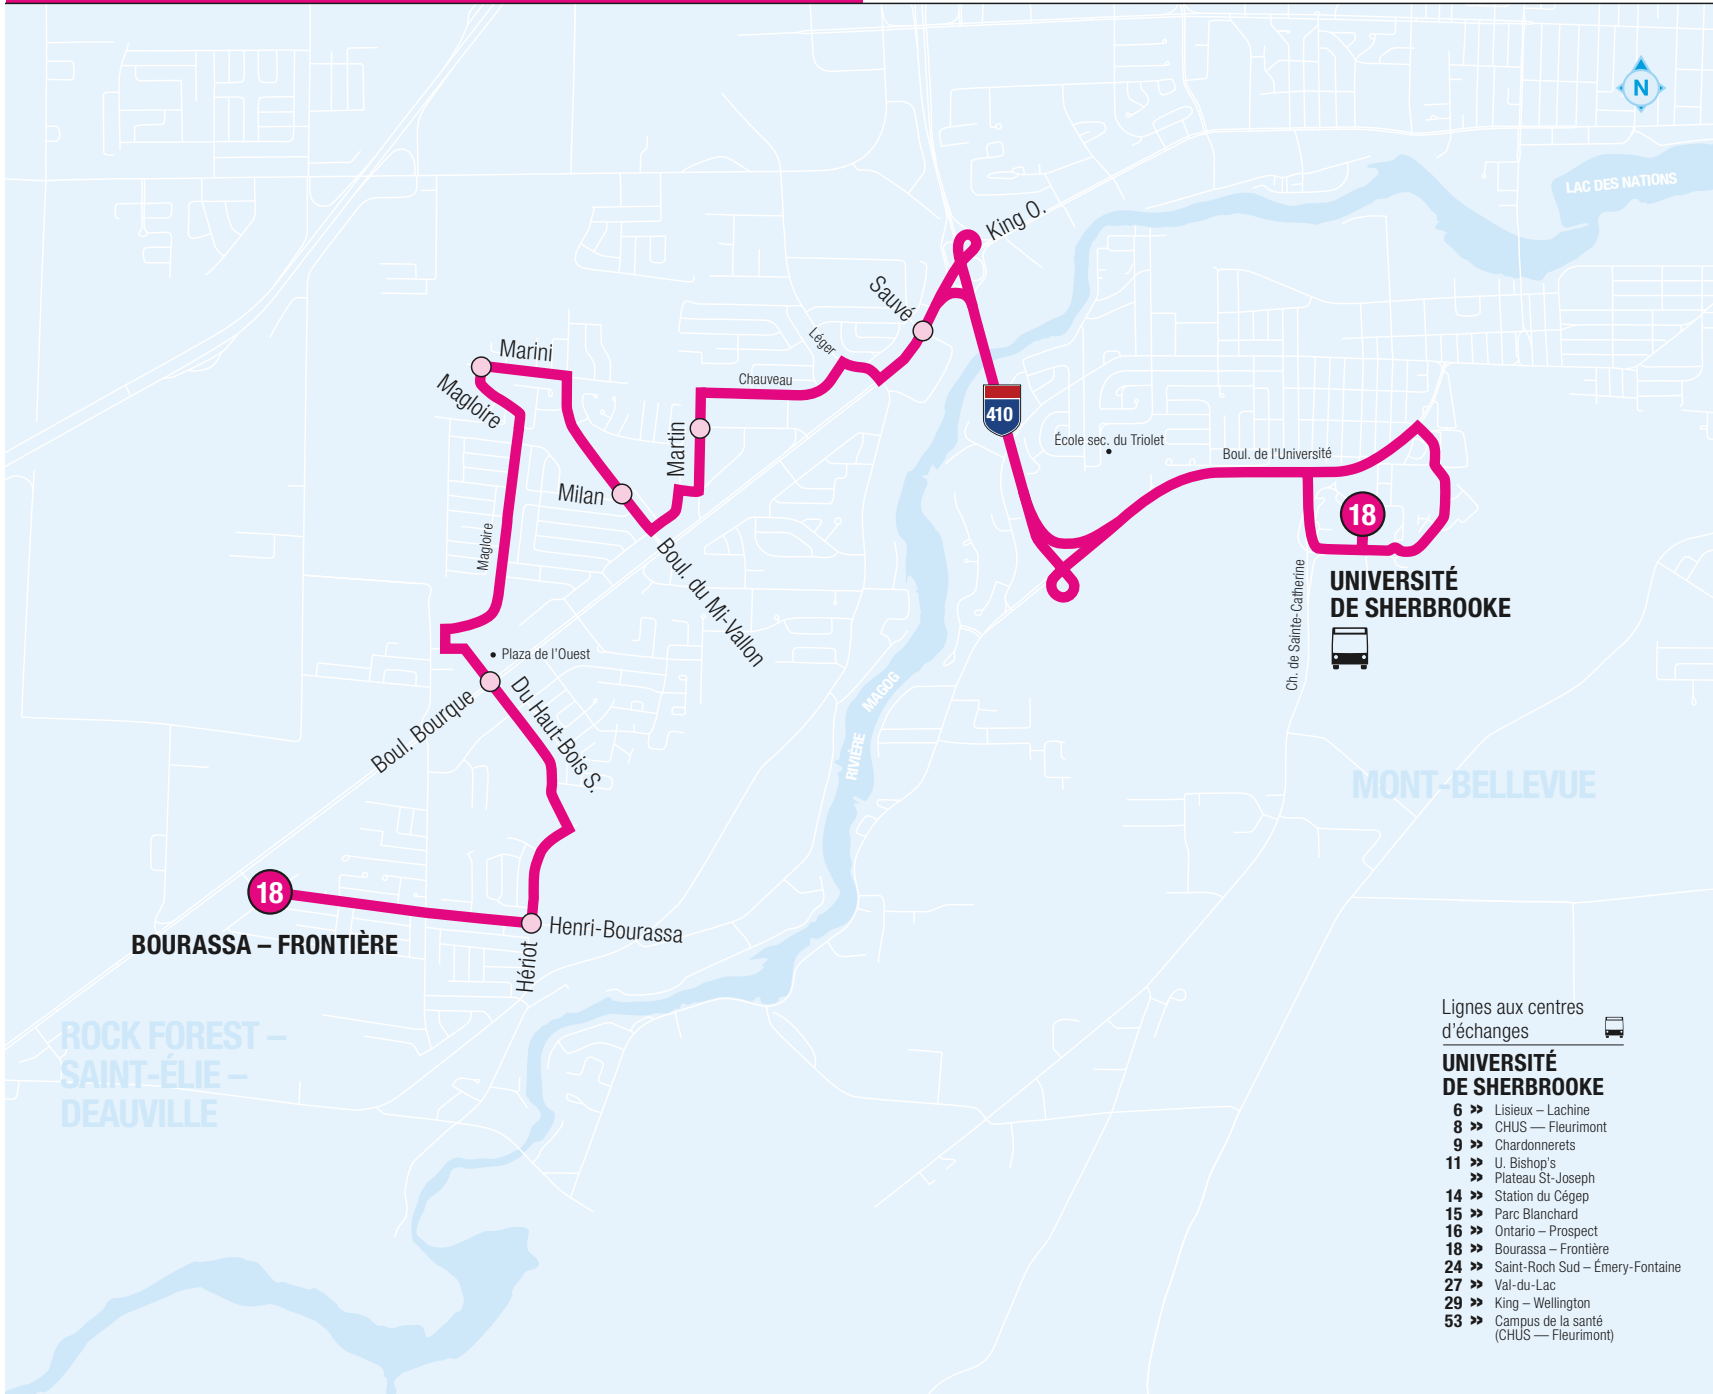 N
LAC DES NATIONS
King O.
Sauvé
Léger
Marini
Magloire
Chauveau
410
Martin
École sec. du Triolet
Boul. de l'Université
Milan
18
Magloire
Boul. du Mi-Vallon
UNIVERSITÉ
DE SHERBROOKE
Ch. de Sainte-Catherine
Plaza de l'Ouest
Du Haut-Bois S.
Boul. Bourque
RIVIÈRE MAGOG
MONT-BELLEVUE
18
Henri-Bourassa
BOURASSA – FRONTIÈRE
Hériot
ROCK FOREST –
SAINT-ÉLIE –
DEAUVILLE
Lignes aux centres
d'échanges
UNIVERSITÉ
DE SHERBROOKE
6 » Lisieux – Lachine
8 » CHUS — Fleurimont
9 » Chardonnerets
11 » U. Bishop's
» Plateau St-Joseph
14 » Station du Cégep
15 » Parc Blanchard
16 » Ontario – Prospect
18 » Bourassa – Frontière
24 » Saint-Roch Sud – Émery-Fontaine
27 » Val-du-Lac
29 » King – Wellington
53 » Campus de la santé
(CHUS — Fleurimont)